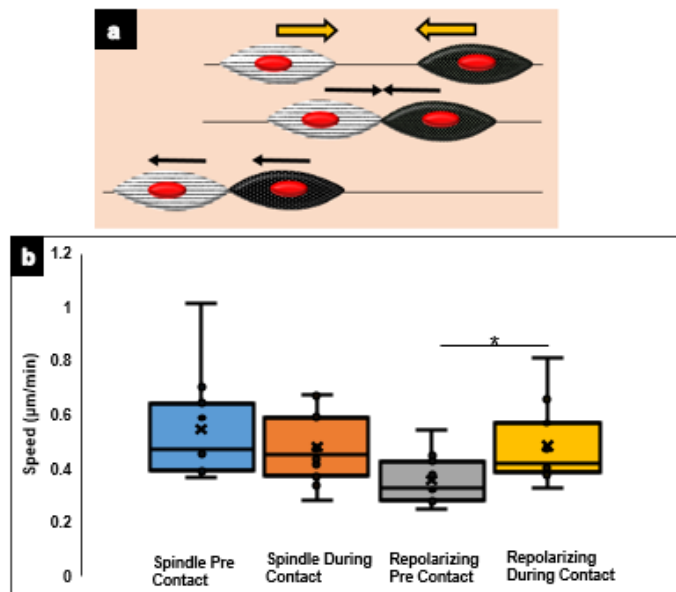 a
b
1.2
1
0.8
0.6
0.4
0.2
0
Speed (µm/min)
*
Spindle Pre
Contact
Spindle During
Contact
Repolarizing
Pre Contact
Repolarizing
During Contact